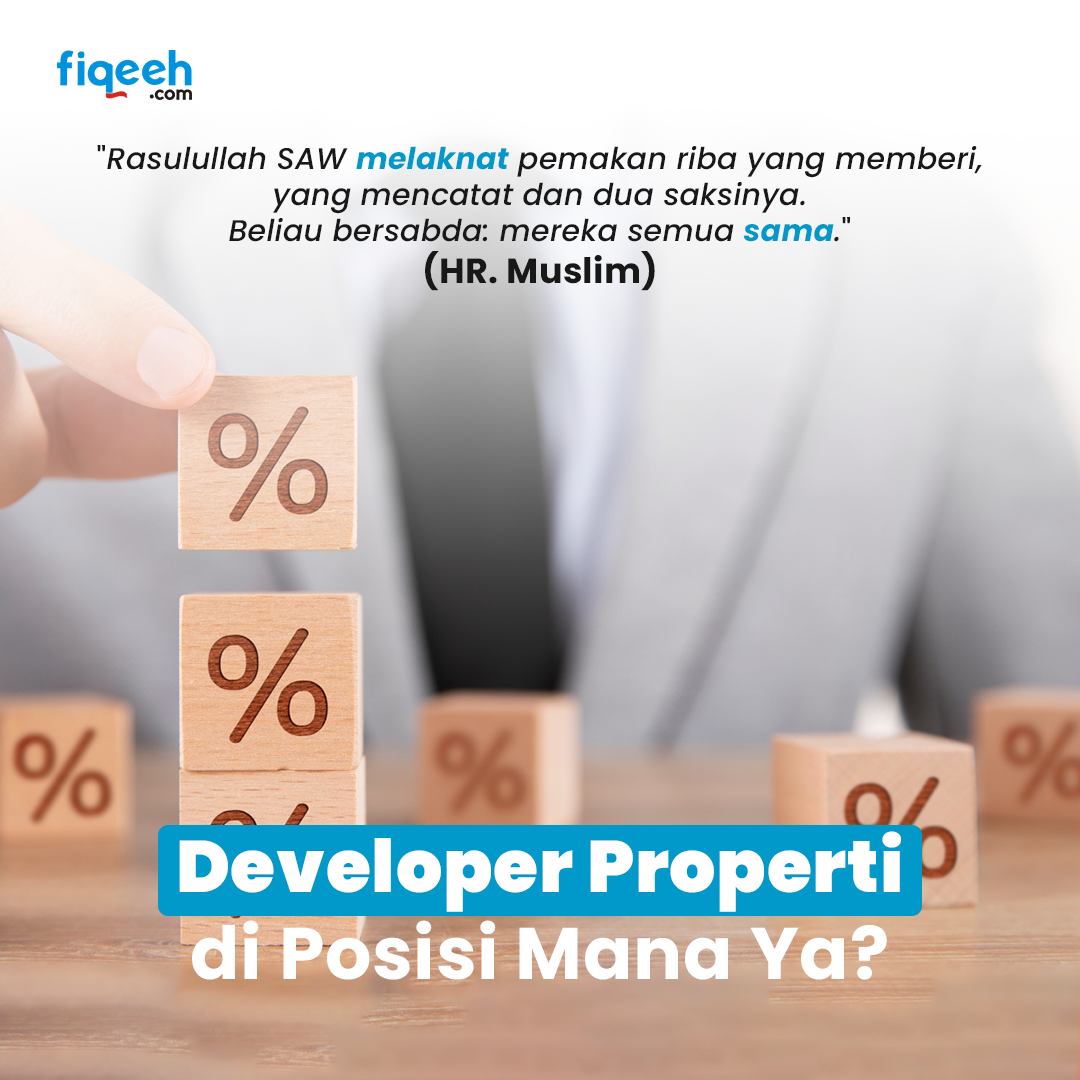 fiqeeh
.com
"Rasulullah SAW melaknat pemakan riba yang memberi,
yang mencatat dan dua saksinya.
Beliau bersabda: mereka semua sama."
(HR. Muslim)
%
%
%
%
%
%
%
Developer Properti
di Posisi Mana Ya?